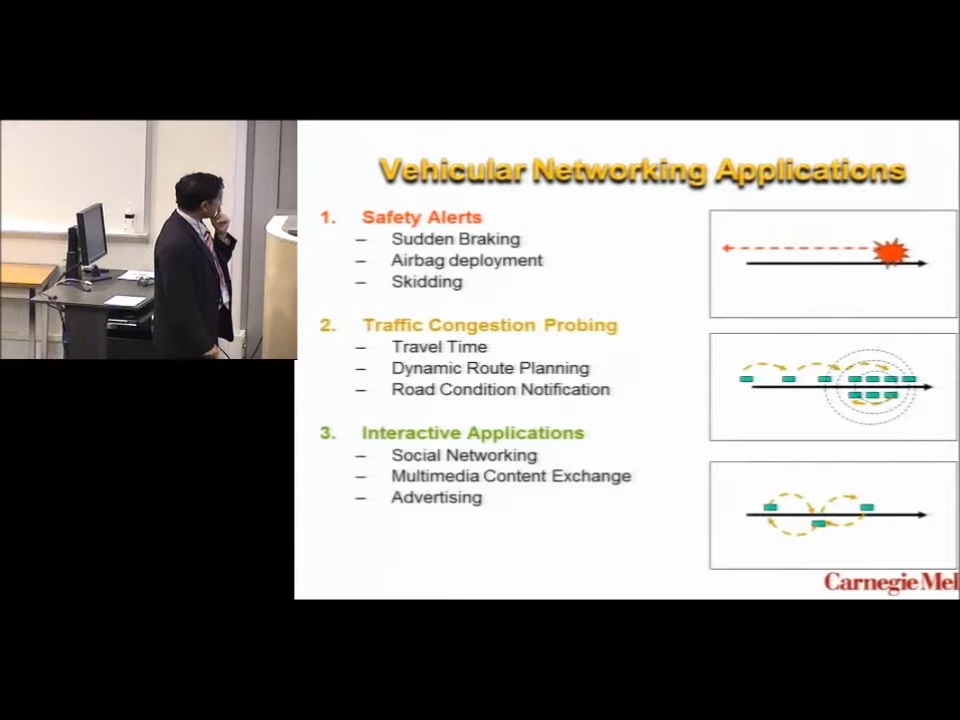 Vehicular Networking Applications
1. Safety Alerts
– Sudden Braking
– Airbag deployment
– Skidding
2. Traffic Congestion Probing
– Travel Time
– Dynamic Route Planning
– Road Condition Notification
3. Interactive Applications
– Social Networking
– Multimedia Content Exchange
– Advertising
Carnegie Mel